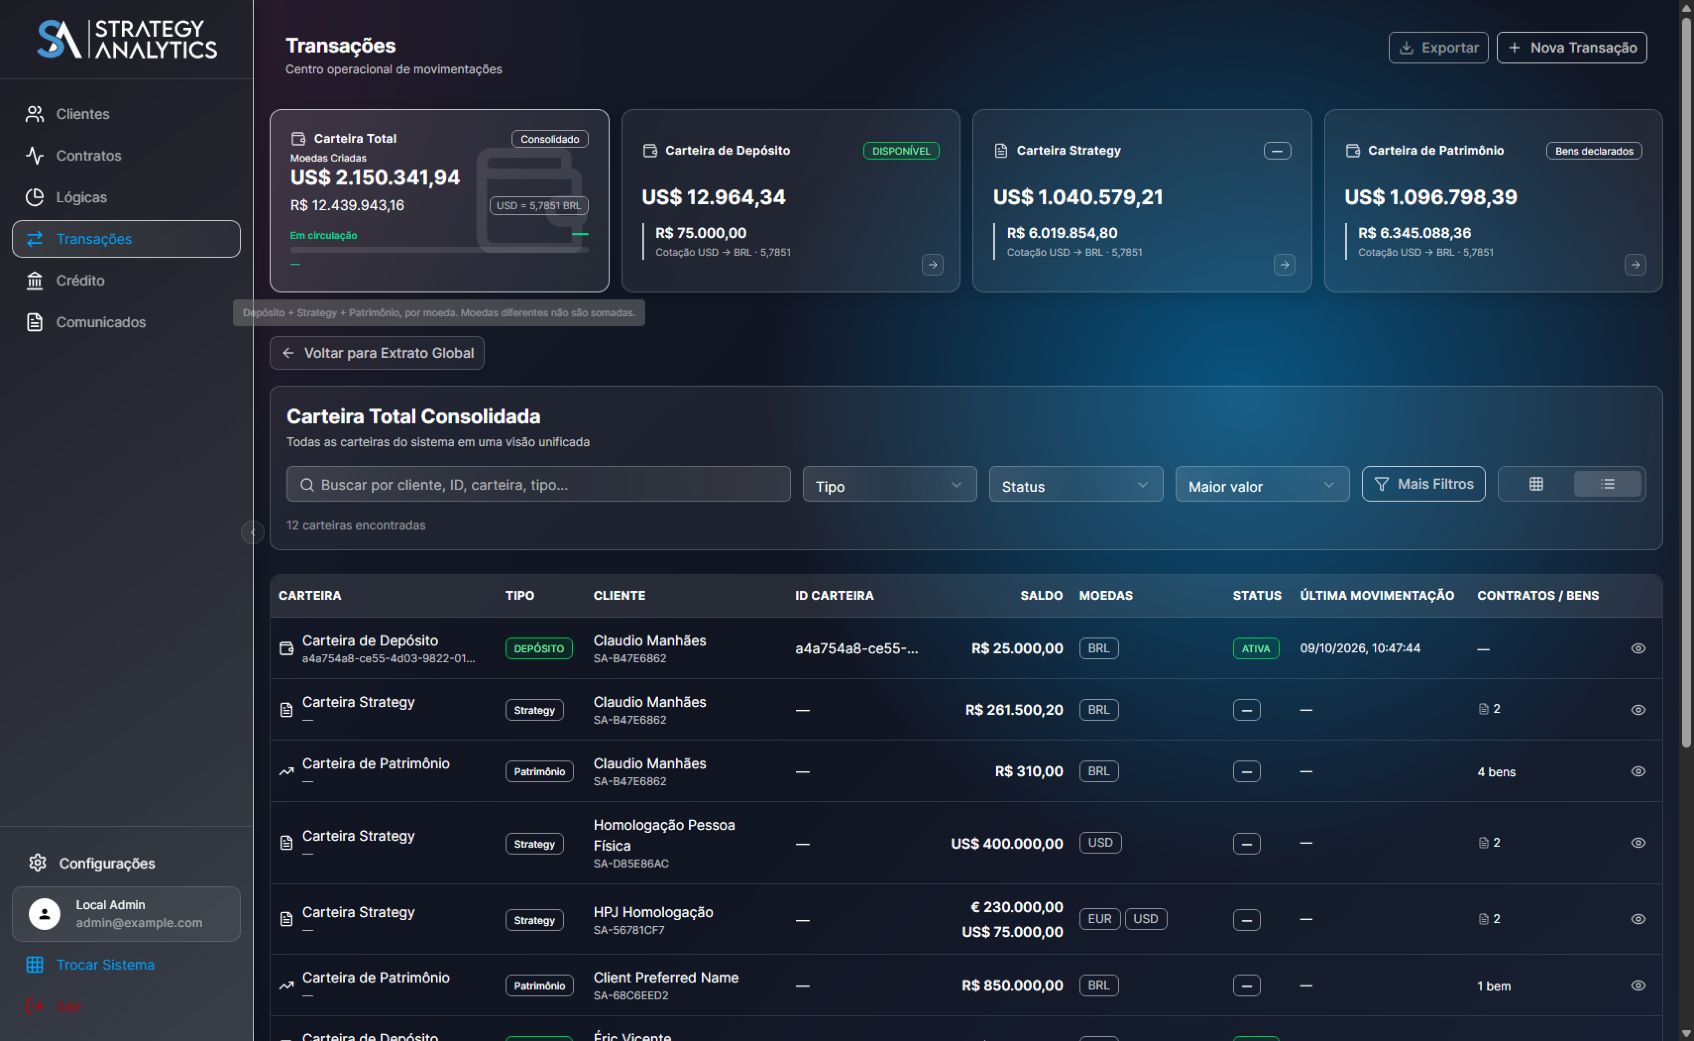 STRATEGY
ANALYTICS
Clientes
Contratos
Lógicas
Transações
Crédito
Comunicados
Configurações
Local Admin
admin@example.com
Trocar Sistema
Sair
Transações
Centro operacional de movimentações
Exportar
+ Nova Transação
Carteira Total
Consolidado
Moedas Criadas
US$ 2.150.341,94
R$ 12.439.943,16
USD = 5,7851 BRL
Em circulação
—
—
Carteira de Depósito
DISPONÍVEL
US$ 12.964,34
R$ 75.000,00
Cotação USD → BRL · 5,7851
Carteira Strategy
—
US$ 1.040.579,21
R$ 6.019.854,80
Cotação USD → BRL · 5,7851
Carteira de Patrimônio
Bens declarados
US$ 1.096.798,39
R$ 6.345.088,36
Cotação USD → BRL · 5,7851
Depósito + Strategy + Patrimônio, por moeda. Moedas diferentes não são somadas.
← Voltar para Extrato Global
Carteira Total Consolidada
Todas as carteiras do sistema em uma visão unificada
Buscar por cliente, ID, carteira, tipo...
Tipo
Status
Maior valor
Mais Filtros
12 carteiras encontradas
CARTEIRA TIPO CLIENTE ID CARTEIRA SALDO MOEDAS STATUS ÚLTIMA MOVIMENTAÇÃO CONTRATOS / BENS
Carteira de Depósito DEPÓSITO Claudio Manhães a4a754a8-ce55-... R$ 25.000,00 BRL ATIVA 09/10/2026, 10:47:44 —
a4a754a8-ce55-4d03-9822-01... SA-B47E6862
Carteira Strategy Strategy Claudio Manhães — R$ 261.500,20 BRL — — 2
— SA-B47E6862
Carteira de Patrimônio Patrimônio Claudio Manhães — R$ 310,00 BRL — — 4 bens
— SA-B47E6862
Carteira Strategy Strategy Homologação Pessoa Física — US$ 400.000,00 USD — — 2
— SA-D85E86AC
Carteira Strategy Strategy HPJ Homologação — € 230.000,00 EUR USD — — 2
— SA-56781CF7 US$ 75.000,00
Carteira de Patrimônio Patrimônio Client Preferred Name — R$ 850.000,00 BRL — — 1 bem
— SA-68C6EED2
Carteira de Depósito Éric Vicente